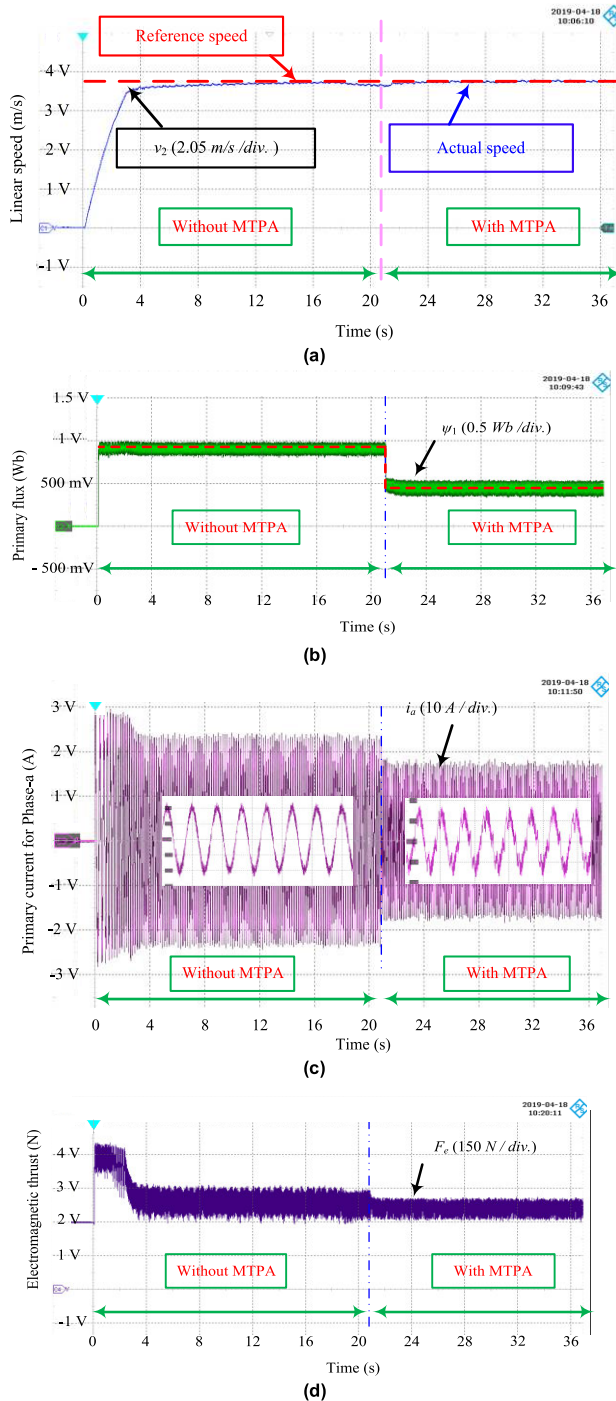 2019-04-18
10:06:10
Reference speed
4 V
3 V
v₂ (2.05 m/s /div. )
Actual speed
2 V
1 V
Without MTPA
With MTPA
-1 V
Linear speed (m/s)
0 4 8 12 16 20 24 28 32 36
Time (s)
(a)
2019-04-18
10:09:43
1.5 V
1 V
ψ₁ (0.5 Wb /div.)
500 mV
Without MTPA
With MTPA
- 500 mV
Primary flux (Wb)
0 4 8 12 16 20 24 28 32 36
Time (s)
(b)
2019-04-18
10:11:50
3 V
iₐ (10 A / div.)
2 V
1 V
-1 V
-2 V
-3 V
Without MTPA
With MTPA
Primary current for Phase-a (A)
0 4 8 12 16 20 24 28 32 36
Time (s)
(c)
2019-04-18
10:20:11
4 V
Fₑ (150 N / div.)
3 V
2 V
1 V
Without MTPA
With MTPA
-1 V
Electromagnetic thrust (N)
0 4 8 12 16 20 24 28 32 36
Time (s)
(d)